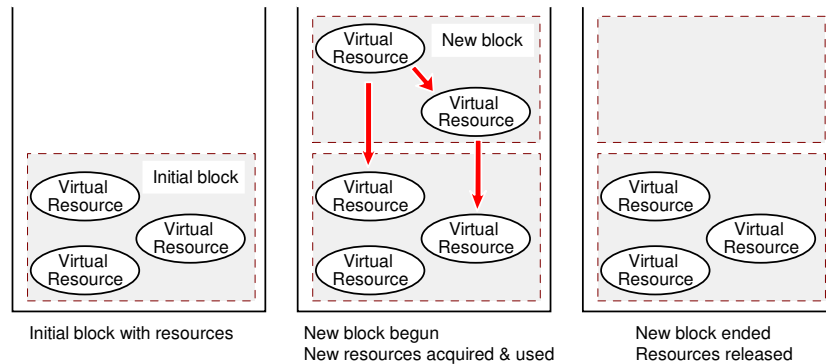 Initial block
Virtual
Resource
Virtual
Resource
Virtual
Resource
Initial block with resources
Virtual
Resource
New block
Virtual
Resource
Virtual
Resource
Virtual
Resource
Virtual
Resource
New block begun
New resources acquired & used
Virtual
Resource
Virtual
Resource
Virtual
Resource
New block ended
Resources released